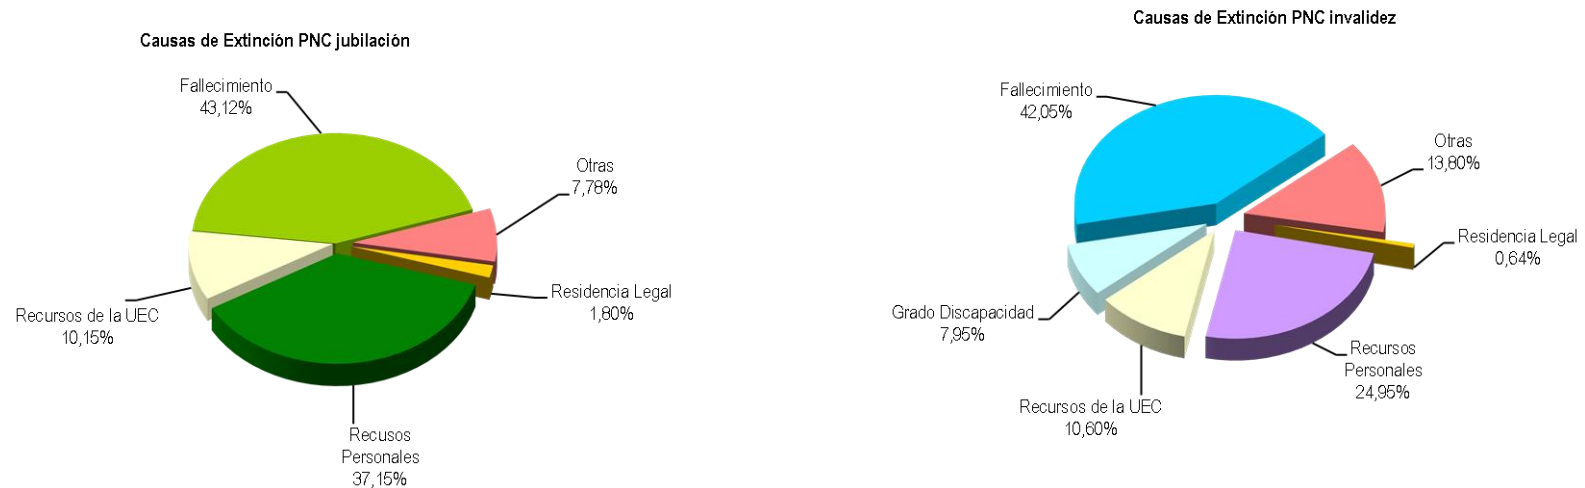 Causas de Extinción PNC jubilación
Fallecimiento
43,12%
Otras
7,78%
Residencia Legal
1,80%
Recursos de la UEC
10,15%
Recusos
Personales
37,15%
Causas de Extinción PNC invalidez
Fallecimiento
42,05%
Otras
13,80%
Residencia Legal
0,64%
Grado Discapacidad
7,95%
Recursos
Personales
24,95%
Recursos de la UEC
10,60%